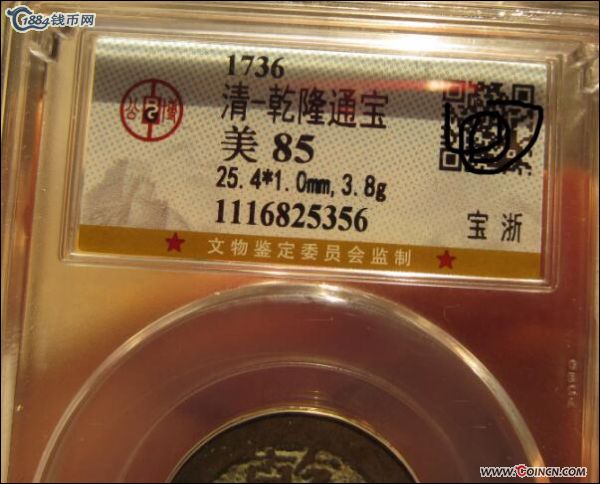 1884钱币网
1736
清-乾隆通宝
美 85
25.4*1.0mm, 3.8g
1116825356
宝 浙
文物鉴定委员会监制
WWW.COINCN.COM